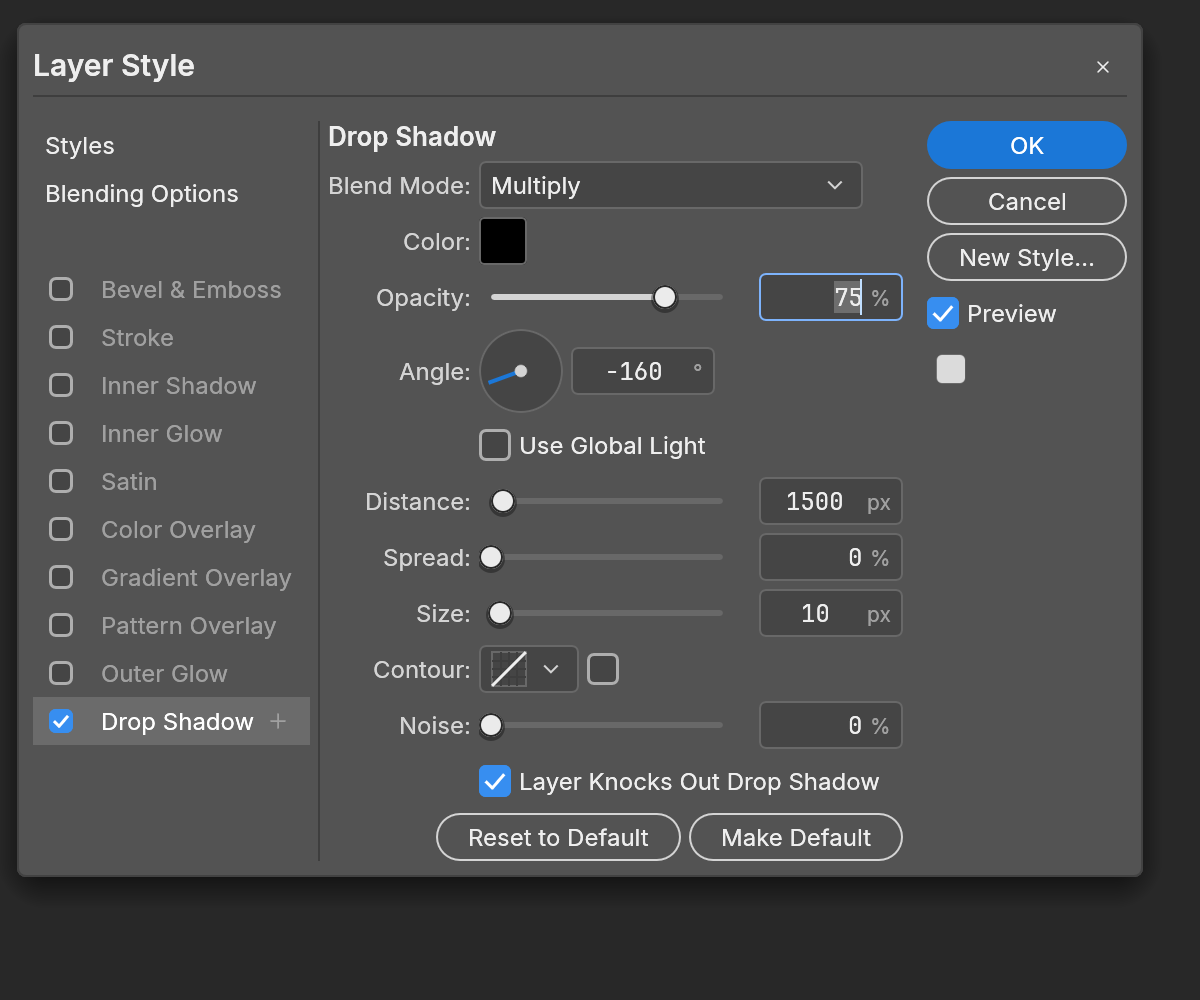 Layer Style
×
Styles
Blending Options
Bevel & Emboss
Stroke
Inner Shadow
Inner Glow
Satin
Color Overlay
Gradient Overlay
Pattern Overlay
Outer Glow
Drop Shadow +
Drop Shadow
Blend Mode: Multiply
Color:
Opacity: 75 %
Angle: -160 °
Use Global Light
Distance: 1500 px
Spread: 0 %
Size: 10 px
Contour:
Noise: 0 %
Layer Knocks Out Drop Shadow
Reset to Default Make Default
OK
Cancel
New Style...
Preview